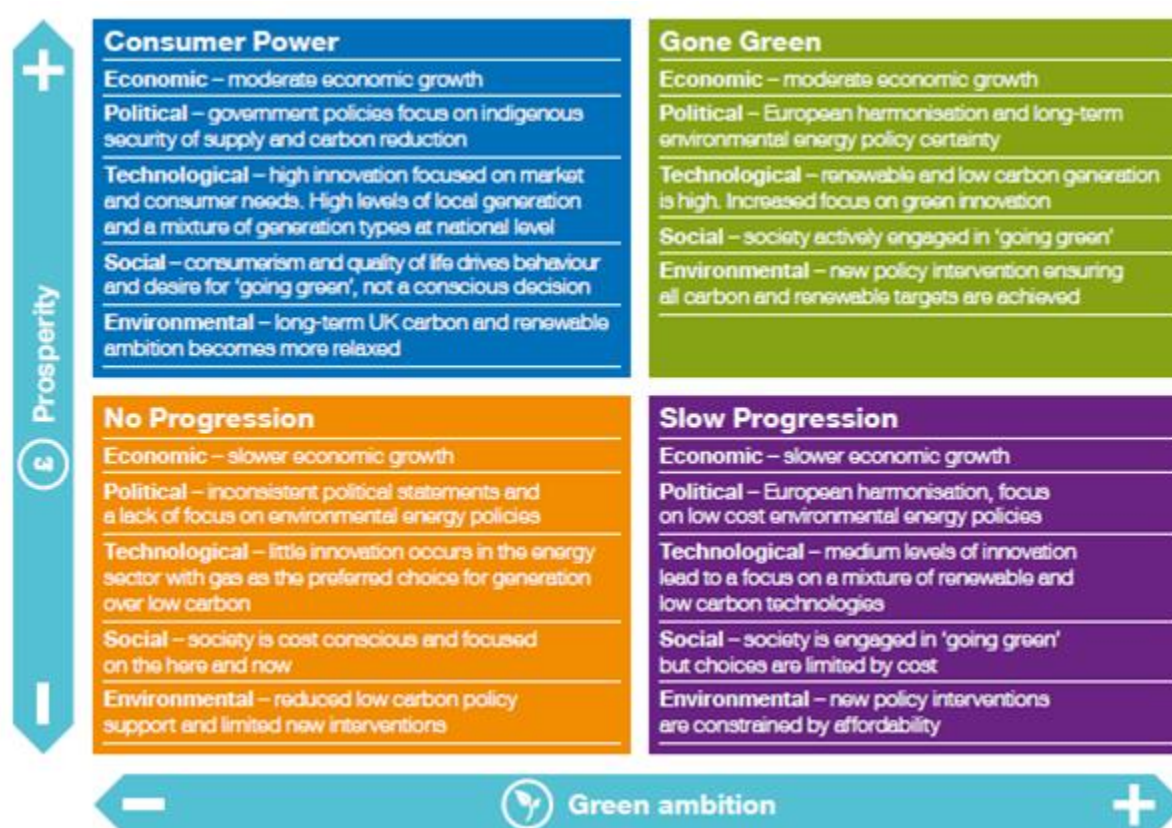 Consumer Power
Economic – moderate economic growth
Political – government policies focus on indigenous
security of supply and carbon reduction
Technological – high innovation focused on market
and consumer needs. High levels of local generation
and a mixture of generation types at national level
Social – consumerism and quality of life drives behaviour
and desire for ‘going green’, not a conscious decision
Environmental – long-term UK carbon and renewable
ambition becomes more relaxed
Gone Green
Economic – moderate economic growth
Political – European harmonisation and long-term
environmental energy policy certainty
Technological – renewable and low carbon generation
is high. Increased focus on green innovation
Social – society actively engaged in ‘going green’
Environmental – new policy intervention ensuring
all carbon and renewable targets are achieved
No Progression
Economic – slower economic growth
Political – inconsistent political statements and
a lack of focus on environmental energy policies
Technological – little innovation occurs in the energy
sector with gas as the preferred choice for generation
over low carbon
Social – society is cost conscious and focused
on the here and now
Environmental – reduced low carbon policy
support and limited new interventions
Slow Progression
Economic – slower economic growth
Political – European harmonisation, focus
on low cost environmental energy policies
Technological – medium levels of innovation
lead to a focus on a mixture of renewable and
low carbon technologies
Social – society is engaged in ‘going green’
but choices are limited by cost
Environmental – new policy interventions
are constrained by affordability
+
£ Prosperity
−
− Green ambition +